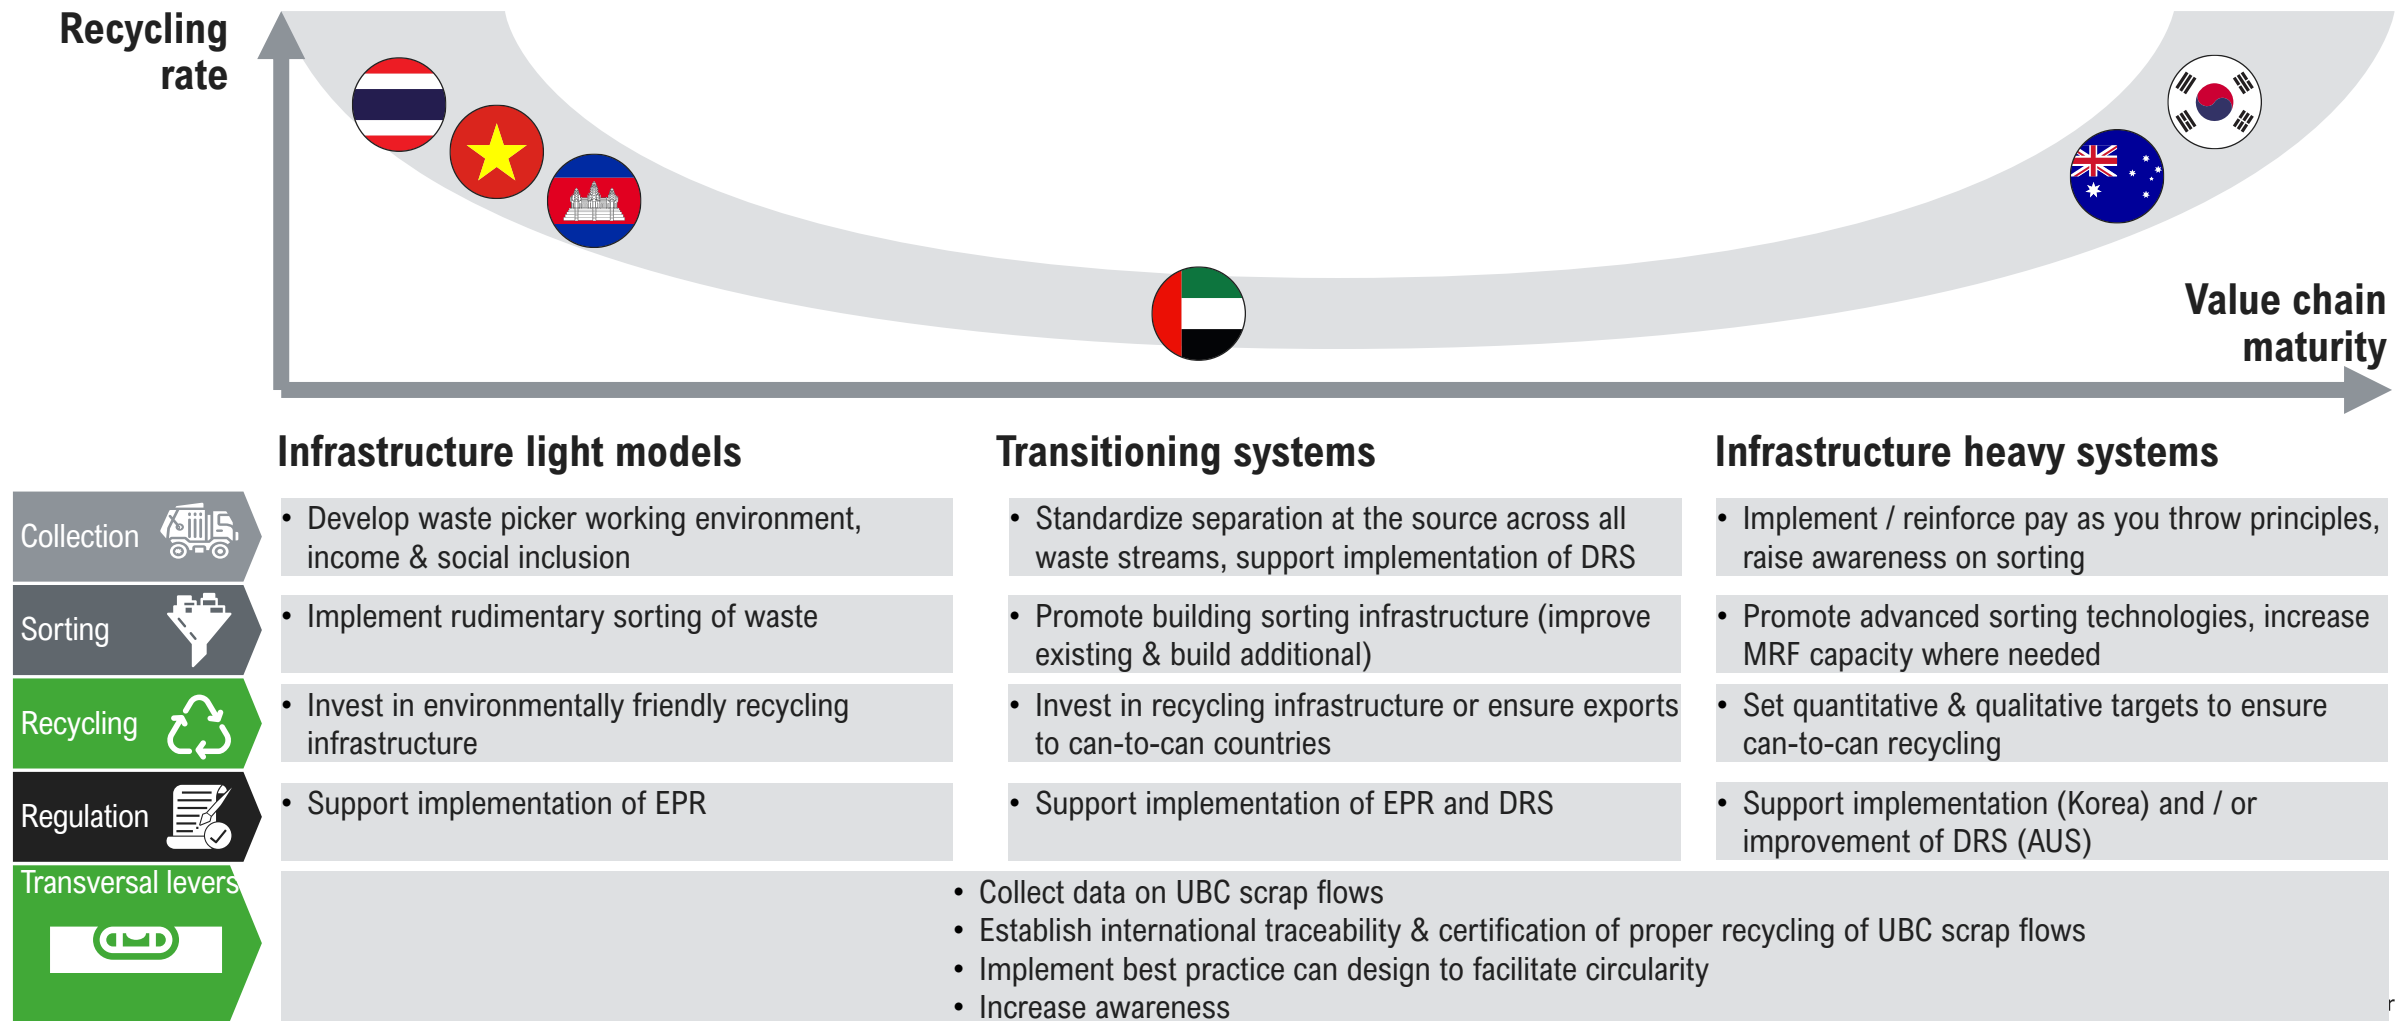 Recycling
rate
Value chain
maturity
Infrastructure light models
Transitioning systems
Infrastructure heavy systems
Collection
• Develop waste picker working environment,
income & social inclusion
• Standardize separation at the source across all
waste streams, support implementation of DRS
• Implement / reinforce pay as you throw principles,
raise awareness on sorting
Sorting
• Implement rudimentary sorting of waste
• Promote building sorting infrastructure (improve
existing & build additional)
• Promote advanced sorting technologies, increase
MRF capacity where needed
Recycling
• Invest in environmentally friendly recycling
infrastructure
• Invest in recycling infrastructure or ensure exports
to can-to-can countries
• Set quantitative & qualitative targets to ensure
can-to-can recycling
Regulation
• Support implementation of EPR
• Support implementation of EPR and DRS
• Support implementation (Korea) and / or
improvement of DRS (AUS)
Transversal levers
• Collect data on UBC scrap flows
• Establish international traceability & certification of proper recycling of UBC scrap flows
• Implement best practice can design to facilitate circularity
• Increase awareness